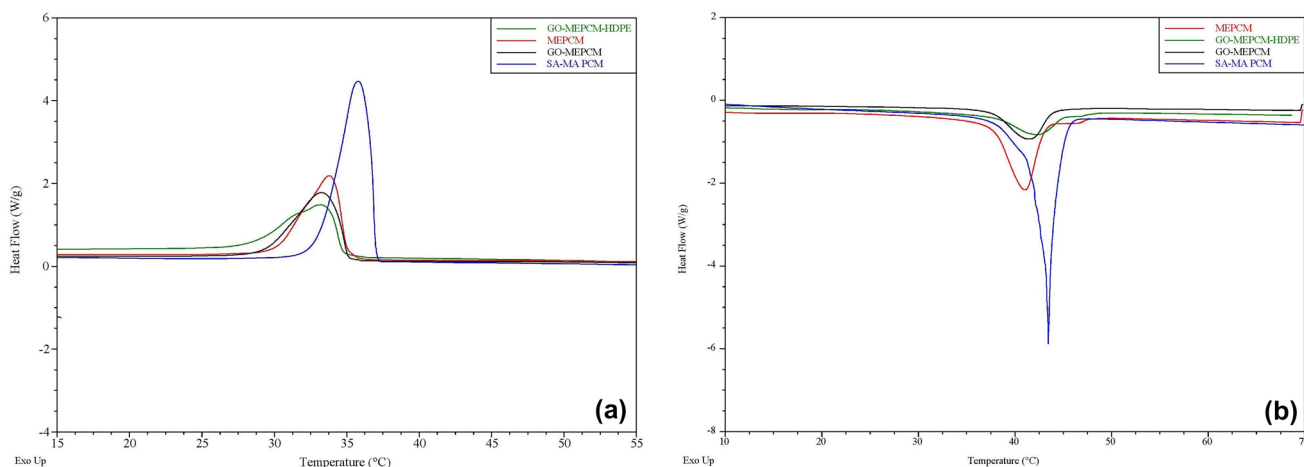 6
4
2
0
-2
-4
Heat Flow (W/g)
GO-MEPCM-HDPE
MEPCM
GO-MEPCM
SA-MA PCM
(a)
15 20 25 30 35 40 45 50 55
Exo Up
Temperature (°C)
2
0
-2
-4
-6
-8
Heat Flow (W/g)
MEPCM
GO-MEPCM-HDPE
GO-MEPCM
SA-MA PCM
(b)
10 20 30 40 50 60
Exo Up
Temperature (°C)